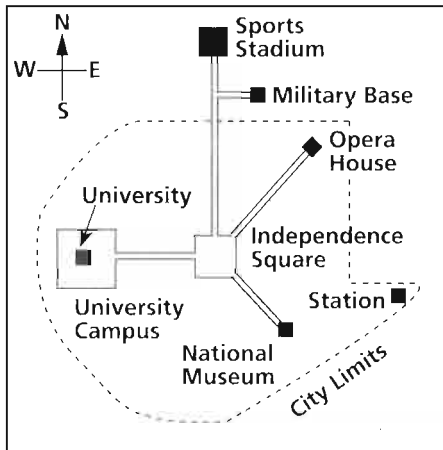 N
Sports
Stadium
W
E
S
Military Base
Opera
House
University
Independence
Square
University
Campus
Station
National
Museum
City Limits